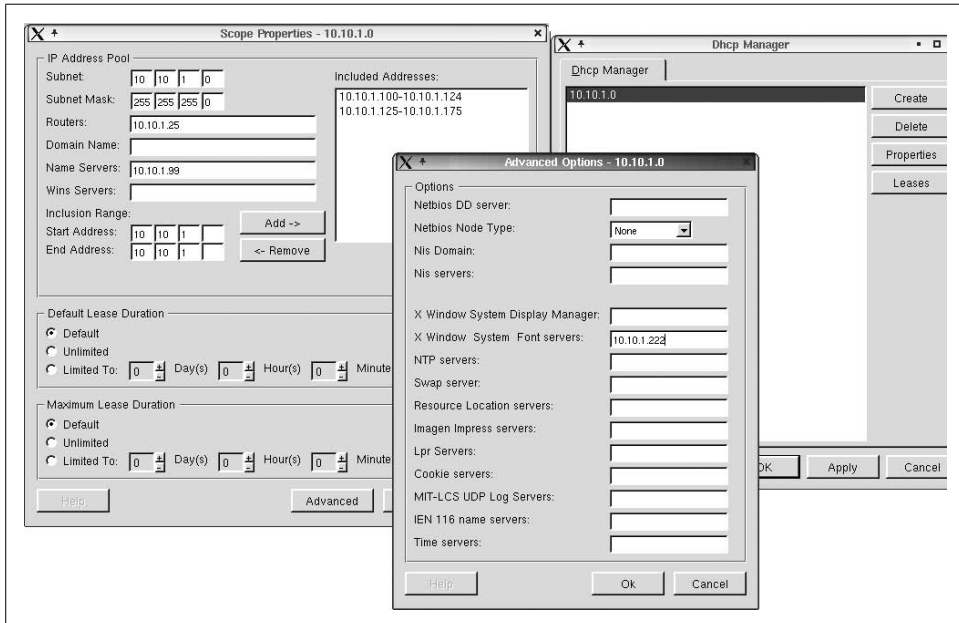 Scope Properties - 10.10.1.0
IP Address Pool
Subnet: 10 10 1 0
Subnet Mask: 255 255 255 0
Routers: 10.10.1.25
Domain Name:
Name Servers: 10.10.1.99
Wins Servers:
Inclusion Range:
Start Address: 10 10 1
End Address: 10 10 1
Add ->
<- Remove
Included Addresses:
10.10.1.100-10.10.1.124
10.10.1.125-10.10.1.175
Default Lease Duration
Default
Unlimited
Limited To: 0 Day(s) 0 Hour(s) 0 Minute
Maximum Lease Duration
Default
Unlimited
Limited To: 0 Day(s) 0 Hour(s) 0 Minute
Help
Advanced
Dhcp Manager
Dhcp Manager
10.10.1.0
Create
Delete
Properties
Leases
OK
Apply
Cancel
Advanced Options - 10.10.1.0
Options
Netbios DD server:
Netbios Node Type: None
Nis Domain:
Nis servers:
X Window System Display Manager:
X Window System Font servers: 10.10.1.222
NTP servers:
Swap server:
Resource Location servers:
Imagen Impress servers:
Lpr Servers:
Cookie servers:
MIT-LCS UDP Log Servers:
IEN 116 name servers:
Time servers:
Help
Ok
Cancel